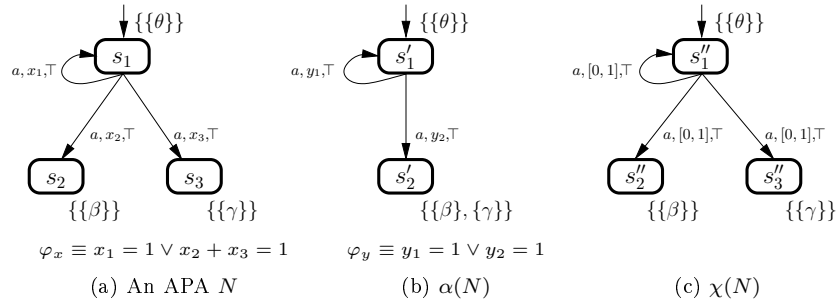 {{θ}} {{θ}} {{θ}}
s₁ s′₁ s″₁
a, x₁,⊤ a, y₁,⊤ a, [0, 1],⊤
a, x₂,⊤ a, x₃,⊤ a, y₂,⊤ a, [0, 1],⊤ a, [0, 1],⊤
s₂ s₃ s′₂ s″₂ s″₃
{{β}} {{γ}} {{β}, {γ}} {{β}} {{γ}}
φₓ ≡ x₁ = 1 ∨ x₂ + x₃ = 1 φ_y ≡ y₁ = 1 ∨ y₂ = 1
(a) An APA N (b) α(N) (c) χ(N)